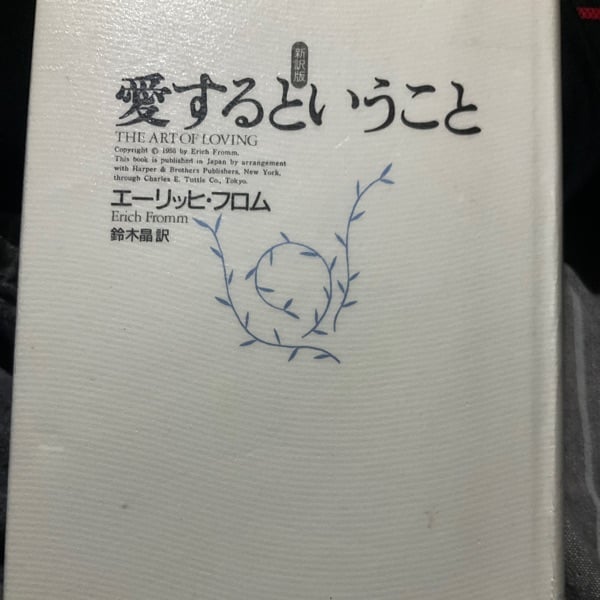 新訳版
愛するということ
THE ART OF LOVING
Copyright © 1956 by Erich Fromm.
This book is published in Japan by arrangement
with Harper & Brothers Publishers, New York,
through Charles E. Tuttle Co., Tokyo.
エーリッヒ・フロム
Erich Fromm
鈴木晶訳